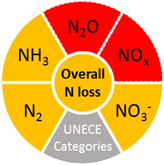 N₂O
NH₃
NOₓ
Overall
N loss
N₂
NO₃⁻
UNECE
Categories